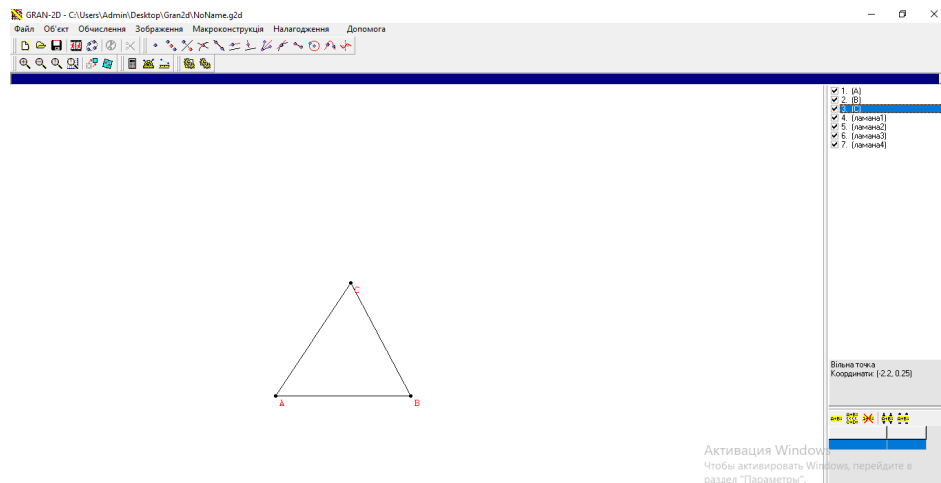 GRAN-2D - C:\Users\Admin\Desktop\Gran2d\NoName.g2d
Файл Об'єкт Обчислення Зображення Макроконструкція Налагодження Допомога
1. (A)
2. (B)
3. (C)
4. (ламана1)
5. (ламана2)
6. (ламана3)
7. (ламана4)
C
A
B
Вільна точка
Координати: (-2.2, 0.25)
Активация Windows
Чтобы активировать Windows, перейдите в
раздел "Параметры".